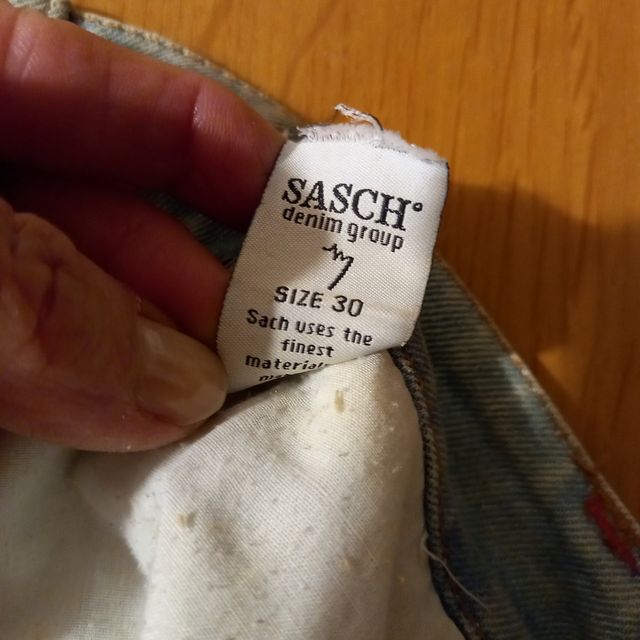 SASCH°
denim group
SIZE 30
Sach uses the
finest